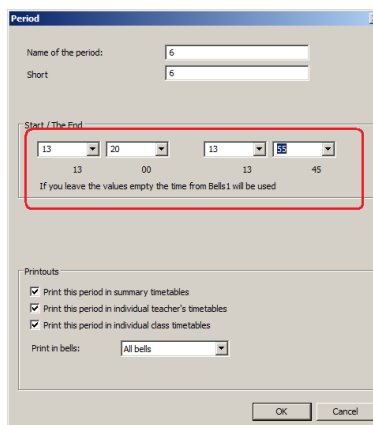 Period
Name of the period: 6
Short 6
Start / The End
13 20 13 55
13 00 13 45
If you leave the values empty the time from Bells1 will be used
Printouts
Print this period in summary timetables
Print this period in individual teacher's timetables
Print this period in individual class timetables
Print in bells: All bells
OK Cancel